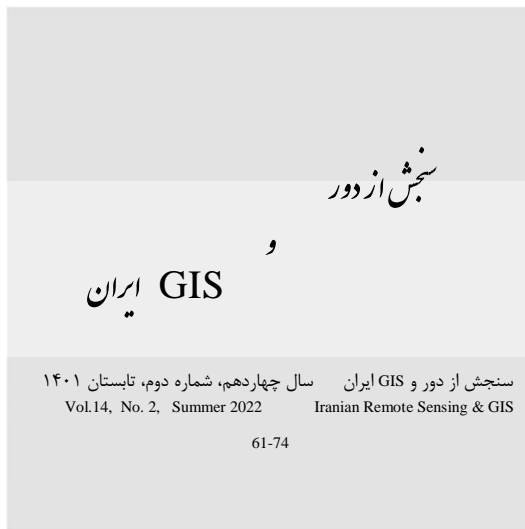 سنجش از دور
و
GIS ایران
سنجش از دور و GIS ایران سال چهاردهم، شماره دوم، تابستان ۱۴۰۱
Vol.14, No. 2, Summer 2022 Iranian Remote Sensing & GIS
61-74